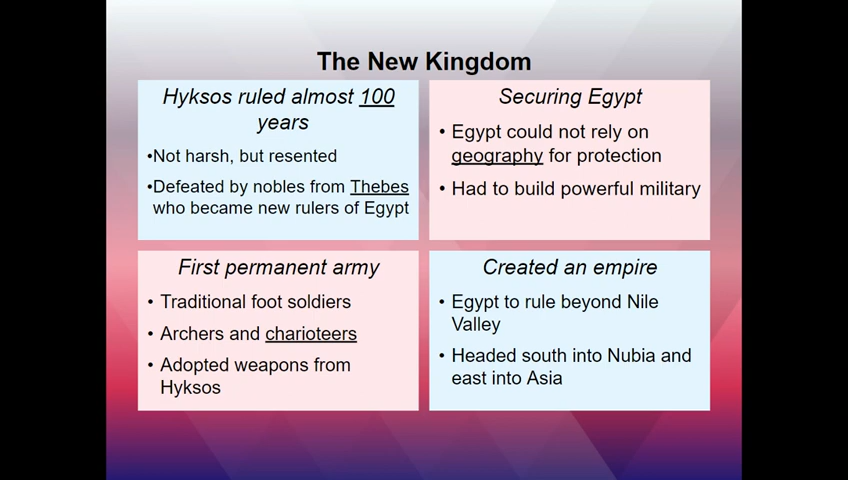 The New Kingdom
Hyksos ruled almost 100
years
•Not harsh, but resented
•Defeated by nobles from Thebes
who became new rulers of Egypt
Securing Egypt
• Egypt could not rely on
geography for protection
• Had to build powerful military
First permanent army
• Traditional foot soldiers
• Archers and charioteers
• Adopted weapons from
Hyksos
Created an empire
• Egypt to rule beyond Nile
Valley
• Headed south into Nubia and
east into Asia